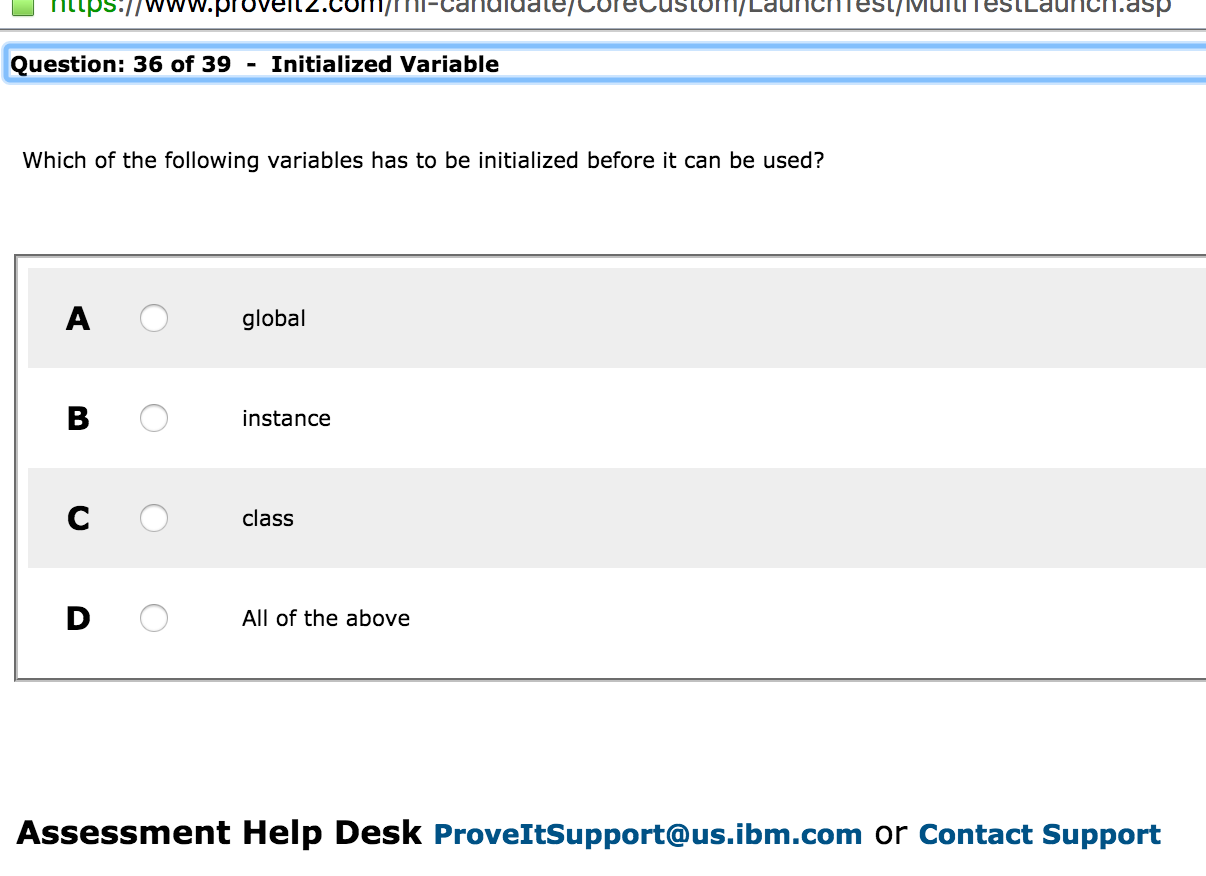 https://www.proveit2.com/rhi-candidate/CoreCustom/LaunchTest/MultiTestLaunch.asp
Question: 36 of 39 - Initialized Variable
Which of the following variables has to be initialized before it can be used?
A global
B instance
C class
D All of the above
Assessment Help Desk ProveItSupport@us.ibm.com or Contact Support